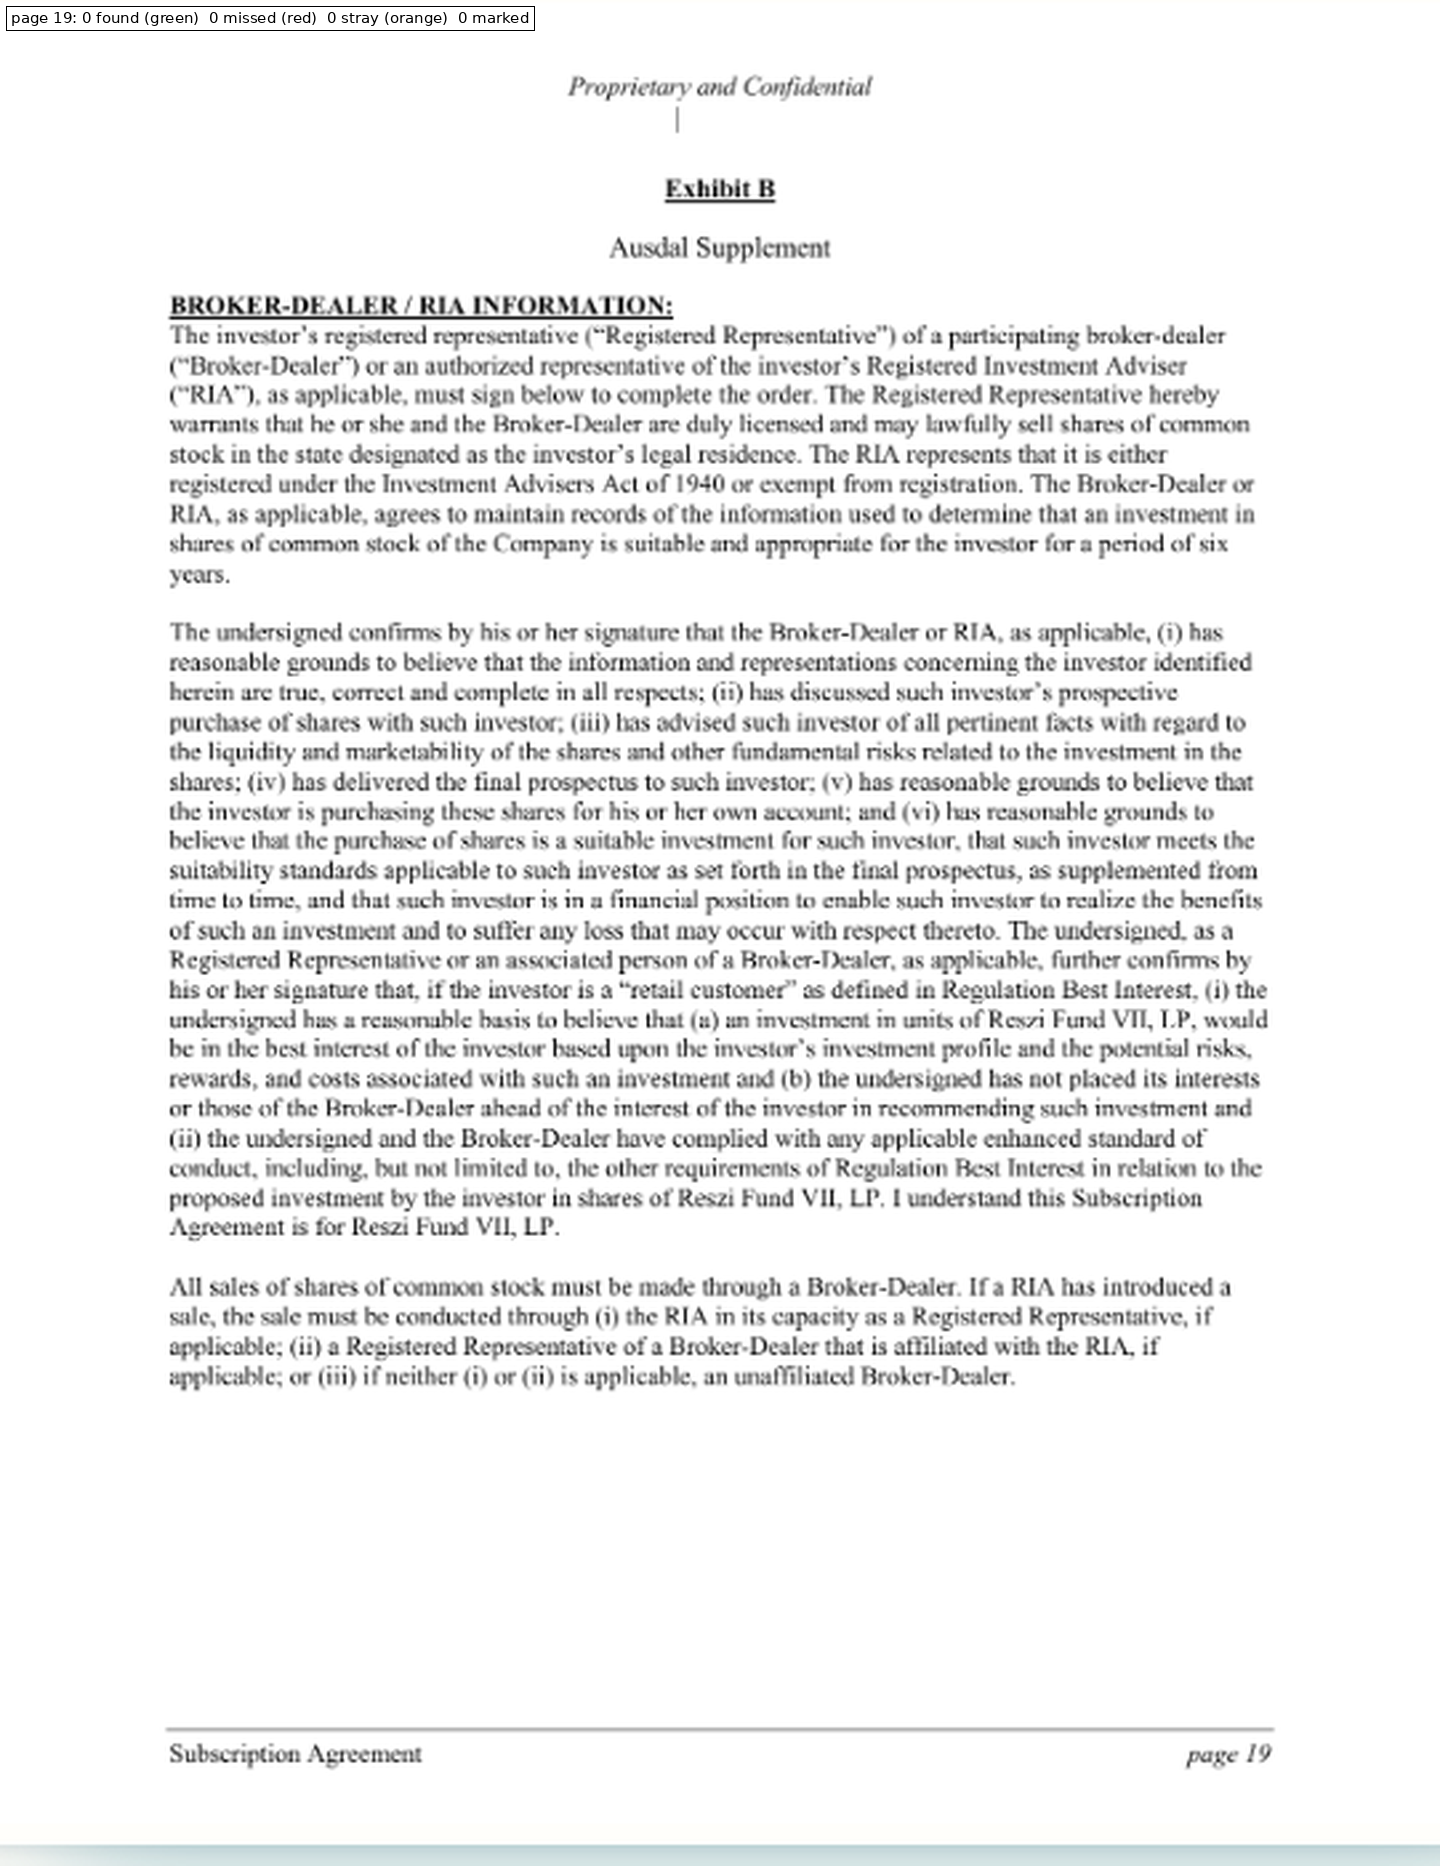 page 19: 0 found (green)  0 missed (red)  0 stray (orange)  0 marked
Proprietary and Confidential
Exhibit B
Ausdal Supplement
BROKER-DEALER / RIA INFORMATION:
The investor's registered representative (“Registered Representative”) of a participating broker-dealer
(“Broker-Dealer”) or an authorized representative of the investor's Registered Investment Adviser
(“RIA”), as applicable, must sign below to complete the order. The Registered Representative hereby
warrants that he or she and the Broker-Dealer are duly licensed and may lawfully sell shares of common
stock in the state designated as the investor's legal residence. The RIA represents that it is either
registered under the Investment Advisers Act of 1940 or exempt from registration. The Broker-Dealer or
RIA, as applicable, agrees to maintain records of the information used to determine that an investment in
shares of common stock of the Company is suitable and appropriate for the investor for a period of six
years.
The undersigned confirms by his or her signature that the Broker-Dealer or RIA, as applicable, (i) has
reasonable grounds to believe that the information and representations concerning the investor identified
herein are true, correct and complete in all respects; (ii) has discussed such investor's prospective
purchase of shares with such investor; (iii) has advised such investor of all pertinent facts with regard to
the liquidity and marketability of the shares and other fundamental risks related to the investment in the
shares; (iv) has delivered the final prospectus to such investor; (v) has reasonable grounds to believe that
the investor is purchasing these shares for his or her own account; and (vi) has reasonable grounds to
believe that the purchase of shares is a suitable investment for such investor, that such investor meets the
suitability standards applicable to such investor as set forth in the final prospectus, as supplemented from
time to time, and that such investor is in a financial position to enable such investor to realize the benefits
of such an investment and to suffer any loss that may occur with respect thereto. The undersigned, as a
Registered Representative or an associated person of a Broker-Dealer, as applicable, further confirms by
his or her signature that, if the investor is a “retail customer” as defined in Regulation Best Interest, (i) the
undersigned has a reasonable basis to believe that (a) an investment in units of Reszi Fund VII, LP, would
be in the best interest of the investor based upon the investor's investment profile and the potential risks,
rewards, and costs associated with such an investment and (b) the undersigned has not placed its interests
or those of the Broker-Dealer ahead of the interest of the investor in recommending such investment and
(ii) the undersigned and the Broker-Dealer have complied with any applicable enhanced standard of
conduct, including, but not limited to, the other requirements of Regulation Best Interest in relation to the
proposed investment by the investor in shares of Reszi Fund VII, LP. I understand this Subscription
Agreement is for Reszi Fund VII, LP.
All sales of shares of common stock must be made through a Broker-Dealer. If a RIA has introduced a
sale, the sale must be conducted through (i) the RIA in its capacity as a Registered Representative, if
applicable; (ii) a Registered Representative of a Broker-Dealer that is affiliated with the RIA, if
applicable; or (iii) if neither (i) or (ii) is applicable, an unaffiliated Broker-Dealer.
Subscription Agreement
page 19